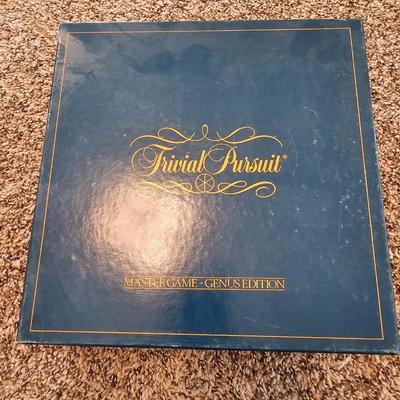 Trivial Pursuit®
MASTER GAME - GENUS EDITION